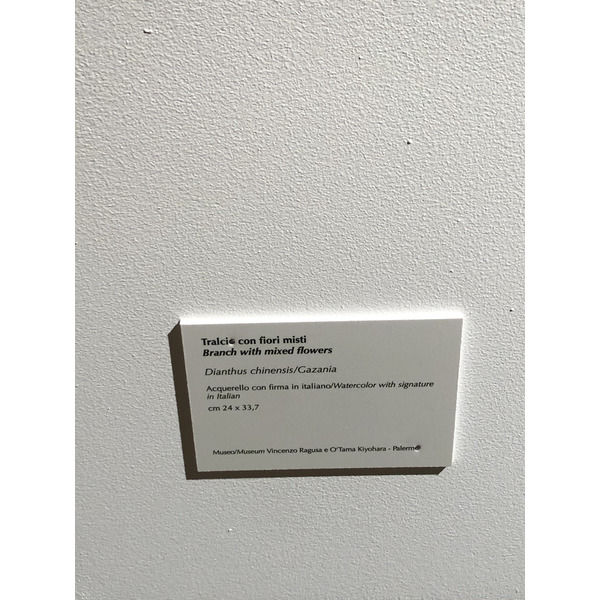 Tralcio con fiori misti
Branch with mixed flowers
Dianthus chinensis/Gazania
Acquerello con firma in italiano/Watercolor with signature
in Italian
cm 24 x 33,7
Museo/Museum Vincenzo Ragusa e O'Tama Kiyohara - Palermo